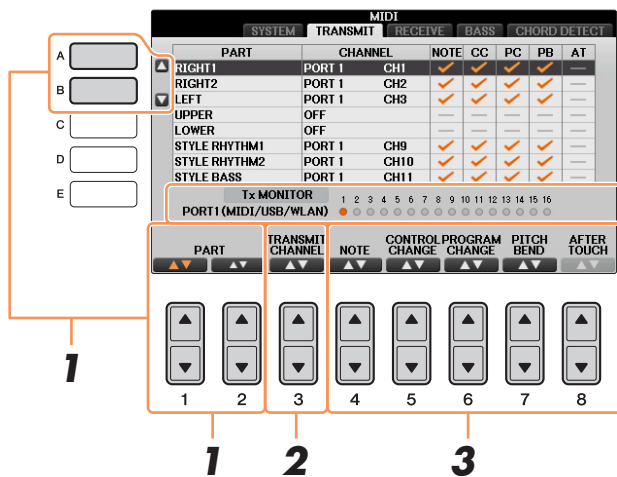 MIDI
SYSTEM TRANSMIT RECEIVE BASS CHORD DETECT
PART CHANNEL NOTE CC PC PB AT
A RIGHT1 PORT 1 CH1
RIGHT2 PORT 1 CH2
B LEFT PORT 1 CH3
UPPER OFF
C LOWER OFF
STYLE RHYTHM1 PORT 1 CH9
D STYLE RHYTHM2 PORT 1 CH10
STYLE BASS PORT 1 CH11
E Tx MONITOR 1 2 3 4 5 6 7 8 9 10 11 12 13 14 15 16
PORT1(MIDI/USB/WLAN)
PART TRANSMIT CHANNEL NOTE CONTROL CHANGE PROGRAM CHANGE PITCH BEND AFTER TOUCH
1
1 2 3 4 5 6 7 8
1 2 3